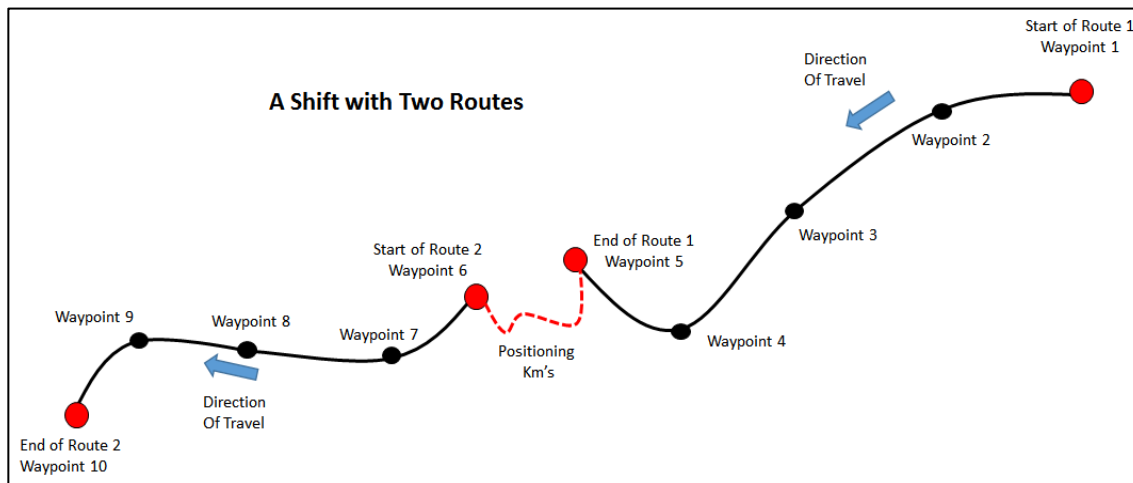 Start of Route 1
Waypoint 1
Direction
Of Travel
A Shift with Two Routes
Waypoint 2
Waypoint 3
End of Route 1
Waypoint 5
Start of Route 2
Waypoint 6
Waypoint 9
Waypoint 8
Waypoint 7
Waypoint 4
Positioning
Km's
Direction
Of Travel
End of Route 2
Waypoint 10